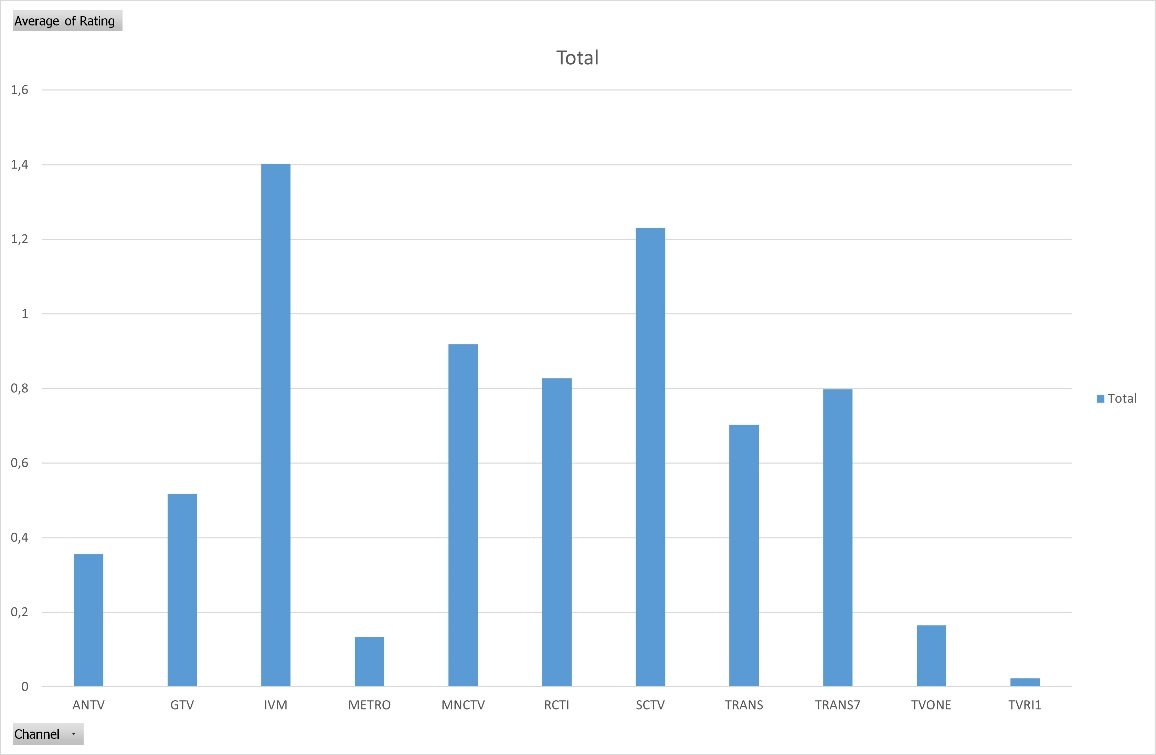 Average of Rating
Total
1,6
1,4
1,2
1
0,8
0,6
0,4
0,2
0
Total
ANTV GTV IVM METRO MNCTV RCTI SCTV TRANS TRANS7 TVONE TVRI1
Channel